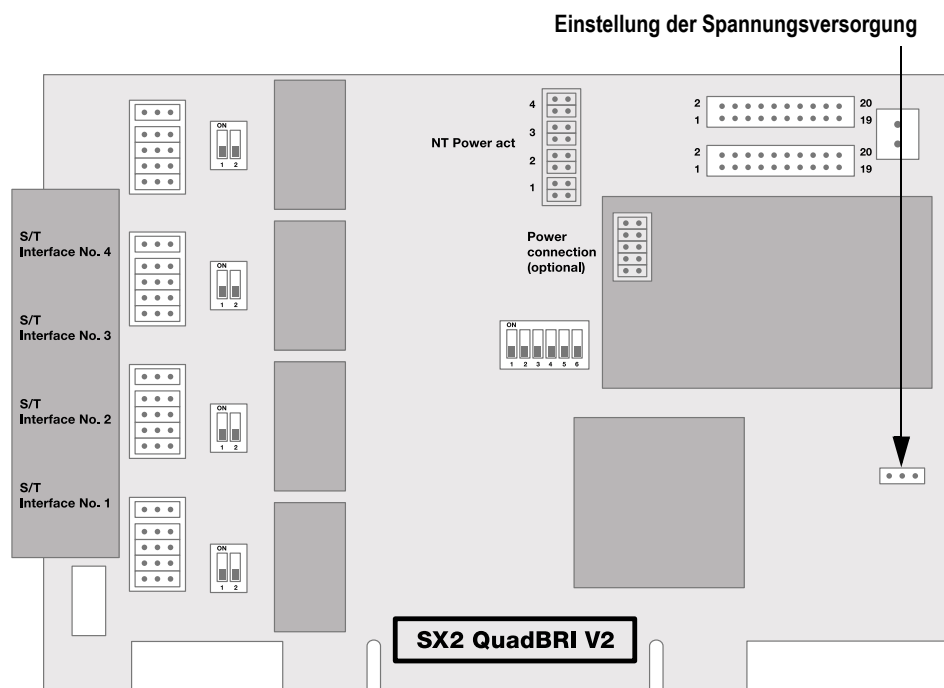 Einstellung der Spannungsversorgung
ON
1 2
NT Power act
4
3
2
1
2 20
1 19
2 20
1 19
S/T
Interface No. 4
ON
1 2
Power
connection
(optional)
S/T
Interface No. 3
ON
1 2 3 4 5 6
S/T
Interface No. 2
ON
1 2
S/T
Interface No. 1
ON
1 2
SX2 QuadBRI V2